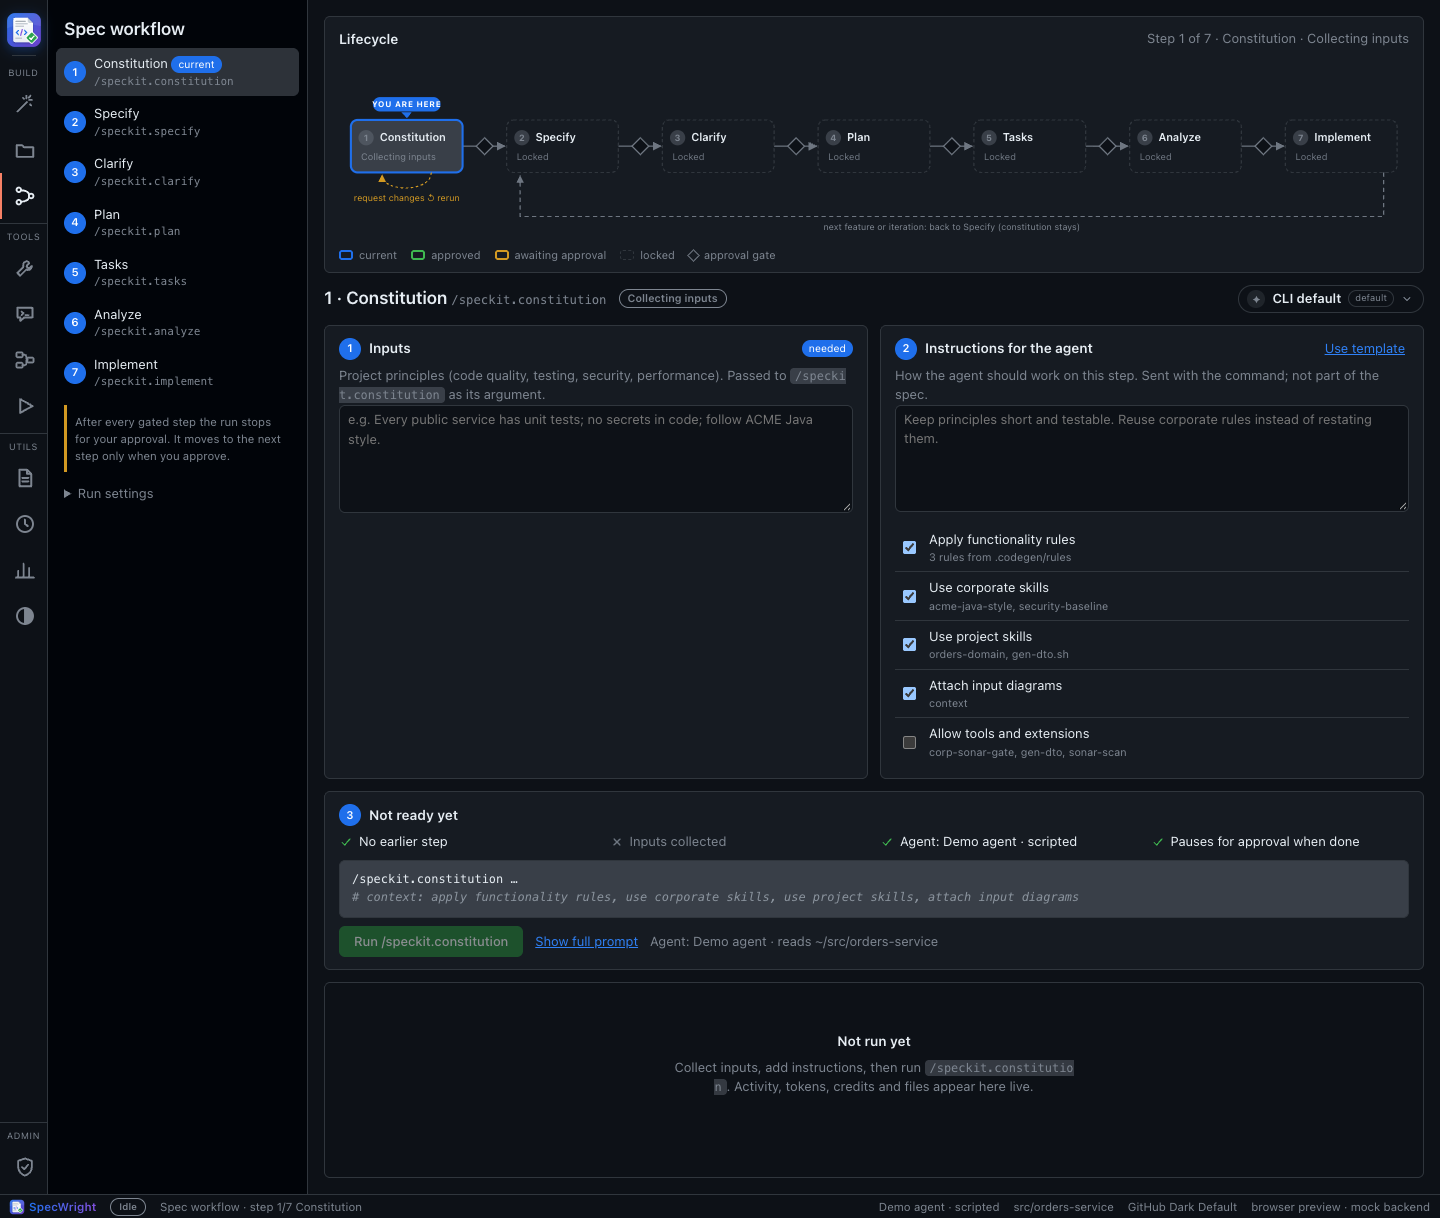 BUILD
TOOLS
UTILS
ADMIN
Spec workflow
1
Constitution current
/speckit.constitution
2
Specify
/speckit.specify
3
Clarify
/speckit.clarify
4
Plan
/speckit.plan
5
Tasks
/speckit.tasks
6
Analyze
/speckit.analyze
7
Implement
/speckit.implement
After every gated step the run stops
for your approval. It moves to the next
step only when you approve.
Run settings
Lifecycle
Step 1 of 7 · Constitution · Collecting inputs
YOU ARE HERE
1 Constitution
Collecting inputs
2 Specify
Locked
3 Clarify
Locked
4 Plan
Locked
5 Tasks
Locked
6 Analyze
Locked
7 Implement
Locked
request changes ↻ rerun
next feature or iteration: back to Specify (constitution stays)
current approved awaiting approval locked approval gate
1 · Constitution /speckit.constitution Collecting inputs
CLI default default
1 Inputs needed
Project principles (code quality, testing, security, performance). Passed to /specki
t.constitution as its argument.
e.g. Every public service has unit tests; no secrets in code; follow ACME Java
style.
2 Instructions for the agent Use template
How the agent should work on this step. Sent with the command; not part of the
spec.
Keep principles short and testable. Reuse corporate rules instead of restating
them.
Apply functionality rules
3 rules from .codegen/rules
Use corporate skills
acme-java-style, security-baseline
Use project skills
orders-domain, gen-dto.sh
Attach input diagrams
context
Allow tools and extensions
corp-sonar-gate, gen-dto, sonar-scan
3 Not ready yet
✓ No earlier step ✕ Inputs collected ✓ Agent: Demo agent · scripted ✓ Pauses for approval when done
/speckit.constitution …
# context: apply functionality rules, use corporate skills, use project skills, attach input diagrams
Run /speckit.constitution Show full prompt Agent: Demo agent · reads ~/src/orders-service
Not run yet
Collect inputs, add instructions, then run /speckit.constitutio
n. Activity, tokens, credits and files appear here live.
SpecWright Idle Spec workflow · step 1/7 Constitution
Demo agent · scripted src/orders-service GitHub Dark Default browser preview · mock backend